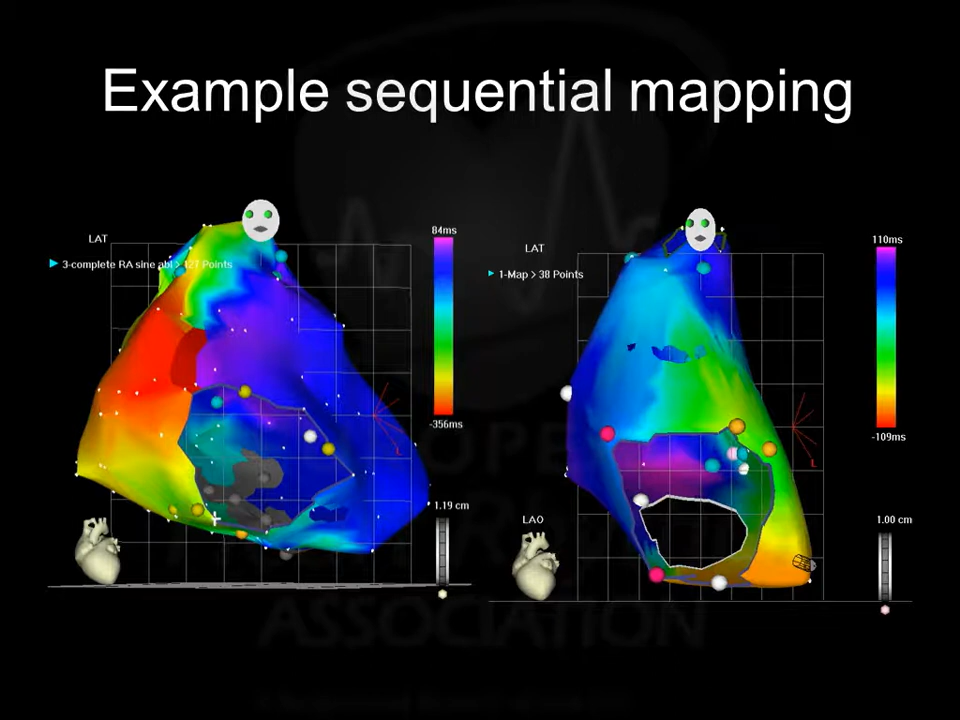 Example sequential mapping
LAT
84ms
3-complete RA sine abl > 127 Points
-356ms
L
1.19 cm
LAT
110ms
1-Map > 38 Points
-109ms
L
LAO
1.00 cm
ASSOCIATION